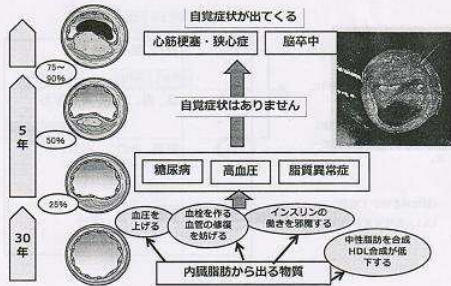 自覚症状が出てくる
心筋梗塞・狭心症
脳卒中
75～
90%
自覚症状はありません
5
年
50%
糖尿病
高血圧
脂質異常症
25%
血圧を
上げる
血栓を作る
血管の修復
を妨げる
インスリンの
働きを邪魔する
30
年
中性脂肪を合成
HDL合成が低
下する
内臓脂肪から出る物質